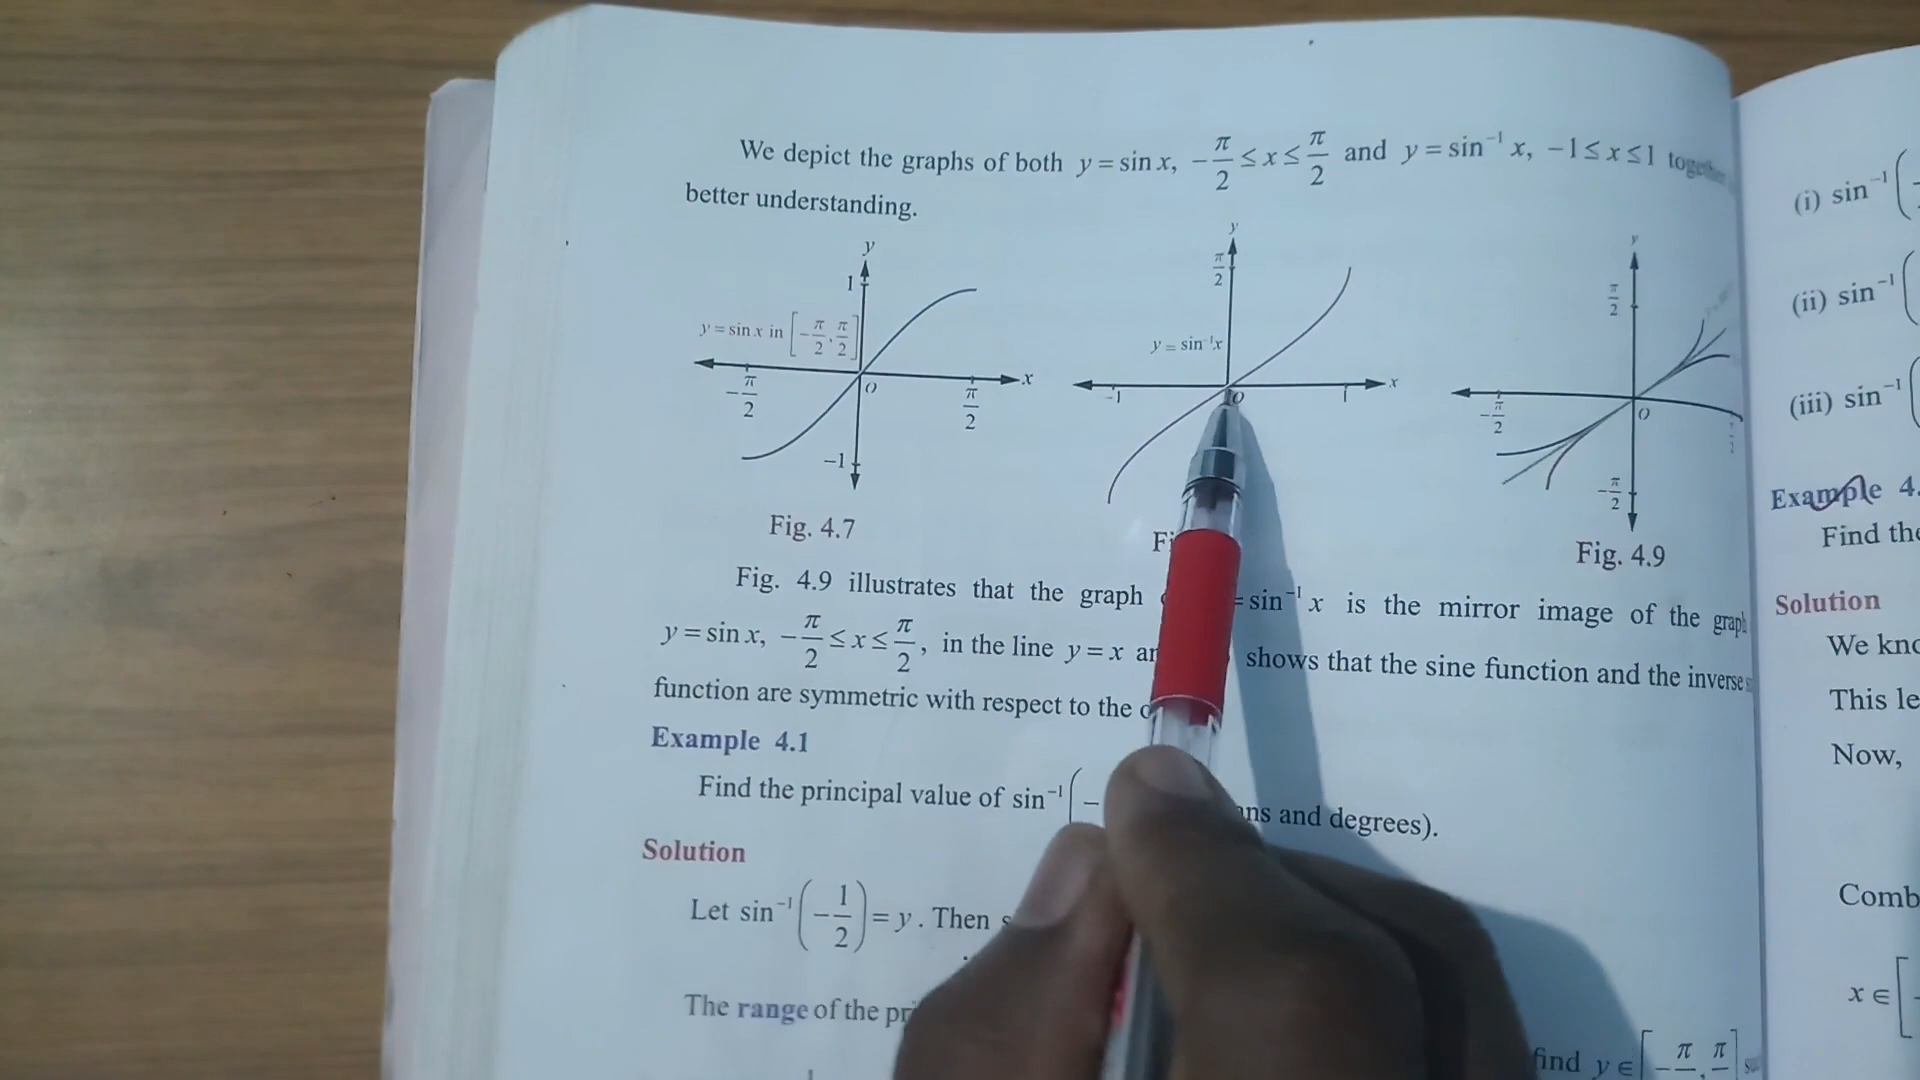 We depict the graphs of both y = sin x, −π/2 ≤ x ≤ π/2 and y = sin⁻¹ x, −1 ≤ x ≤ 1
better understanding.
y
1
y = sin x in [−π/2, π/2]
x
O
−π/2
π/2
−1
Fig. 4.7
y
π/2
y = sin⁻¹x
x
−1
O
1
y
π/2
−π/2
O
−π/2
Fig. 4.9
Fig. 4.9 illustrates that the graph = sin⁻¹ x is the mirror image of the graph
y = sin x, −π/2 ≤ x ≤ π/2, in the line y = x shows that the sine function and the inverse
function are symmetric with respect to the
Example 4.1
Find the principal value of sin⁻¹(− and degrees).
Solution
Let sin⁻¹(−1/2) = y. Then
The range of the
find y ∈ [−π/2, π/2]
(i) sin⁻¹(
(ii) sin⁻¹(
(iii) sin⁻¹(
Example 4.
Find the
Solution
We
This
Now,
x ∈ [